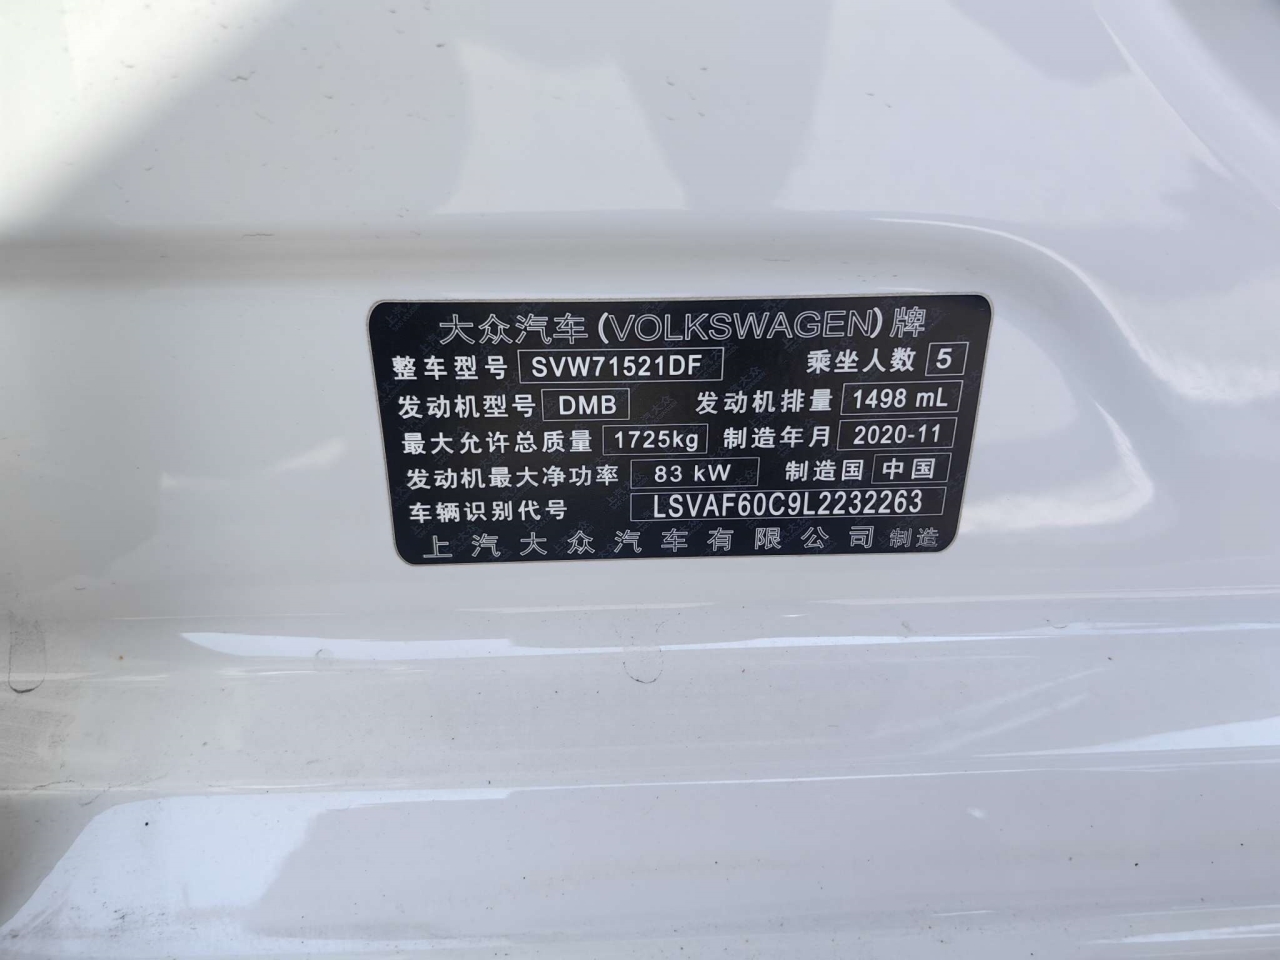 大众汽车(VOLKSWAGEN)牌
整车型号 SVW71521DF 乘坐人数 5
发动机型号 DMB 发动机排量 1498 mL
最大允许总质量 1725kg 制造年月 2020-11
发动机最大净功率 83 kW 制造国 中国
车辆识别代号 LSVAF60C9L2232263
上汽大众汽车有限公司 制造